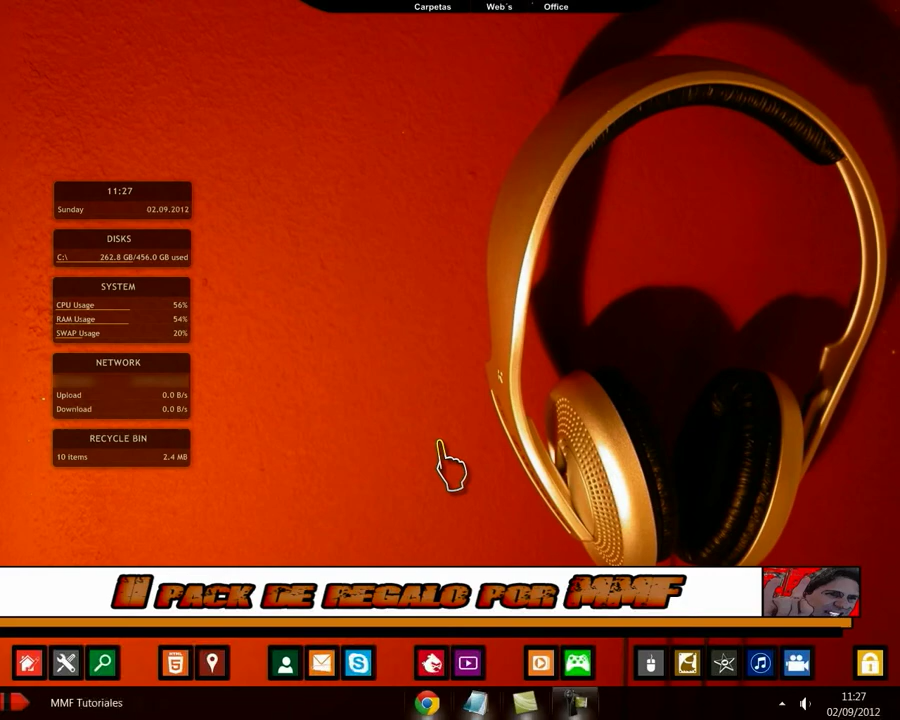 Carpetas Web´s Office
11:27
Sunday 02.09.2012
DISKS
C:\ 262.8 GB/456.0 GB used
SYSTEM
CPU Usage 56%
RAM Usage 54%
SWAP Usage 20%
NETWORK
Upload 0.0 B/s
Download 0.0 B/s
RECYCLE BIN
10 items 2.4 MB
II PACK DE REGALO POR MMF
HTML
MMF Tutoriales
11:27
02/09/2012